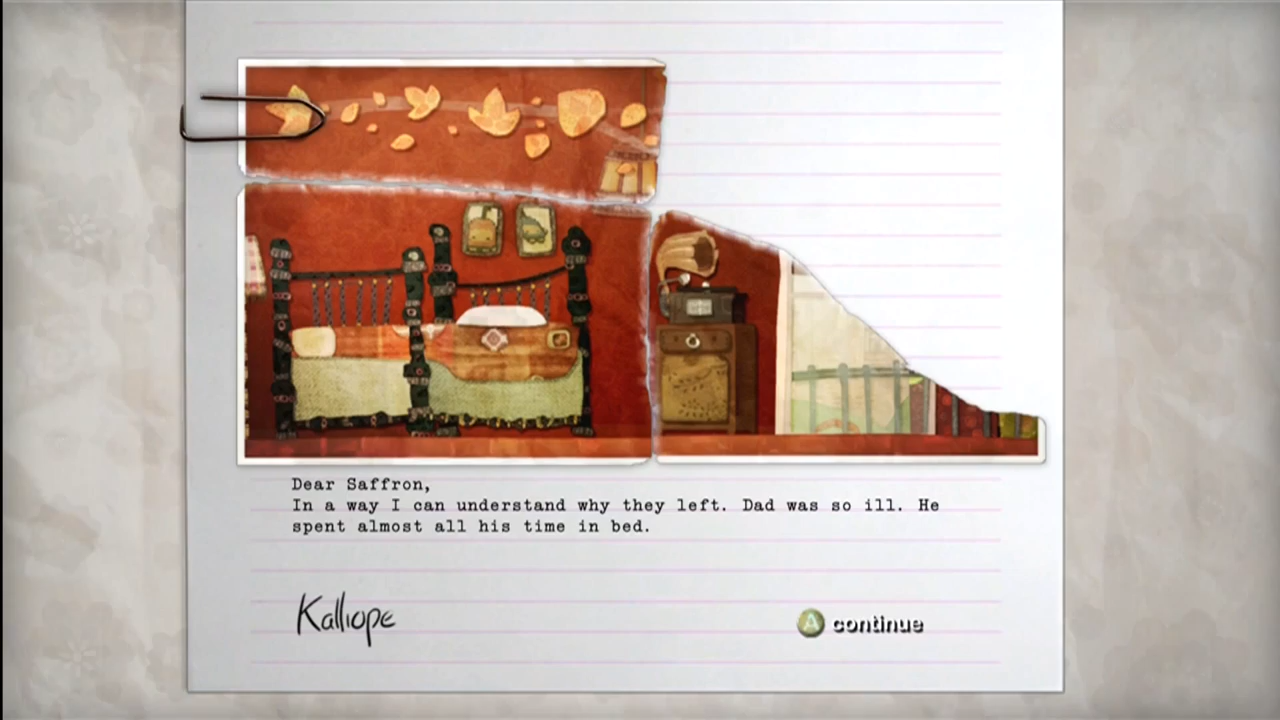 Dear Saffron,
In a way I can understand why they left. Dad was so ill. He
spent almost all his time in bed.
Kalliope
A continue